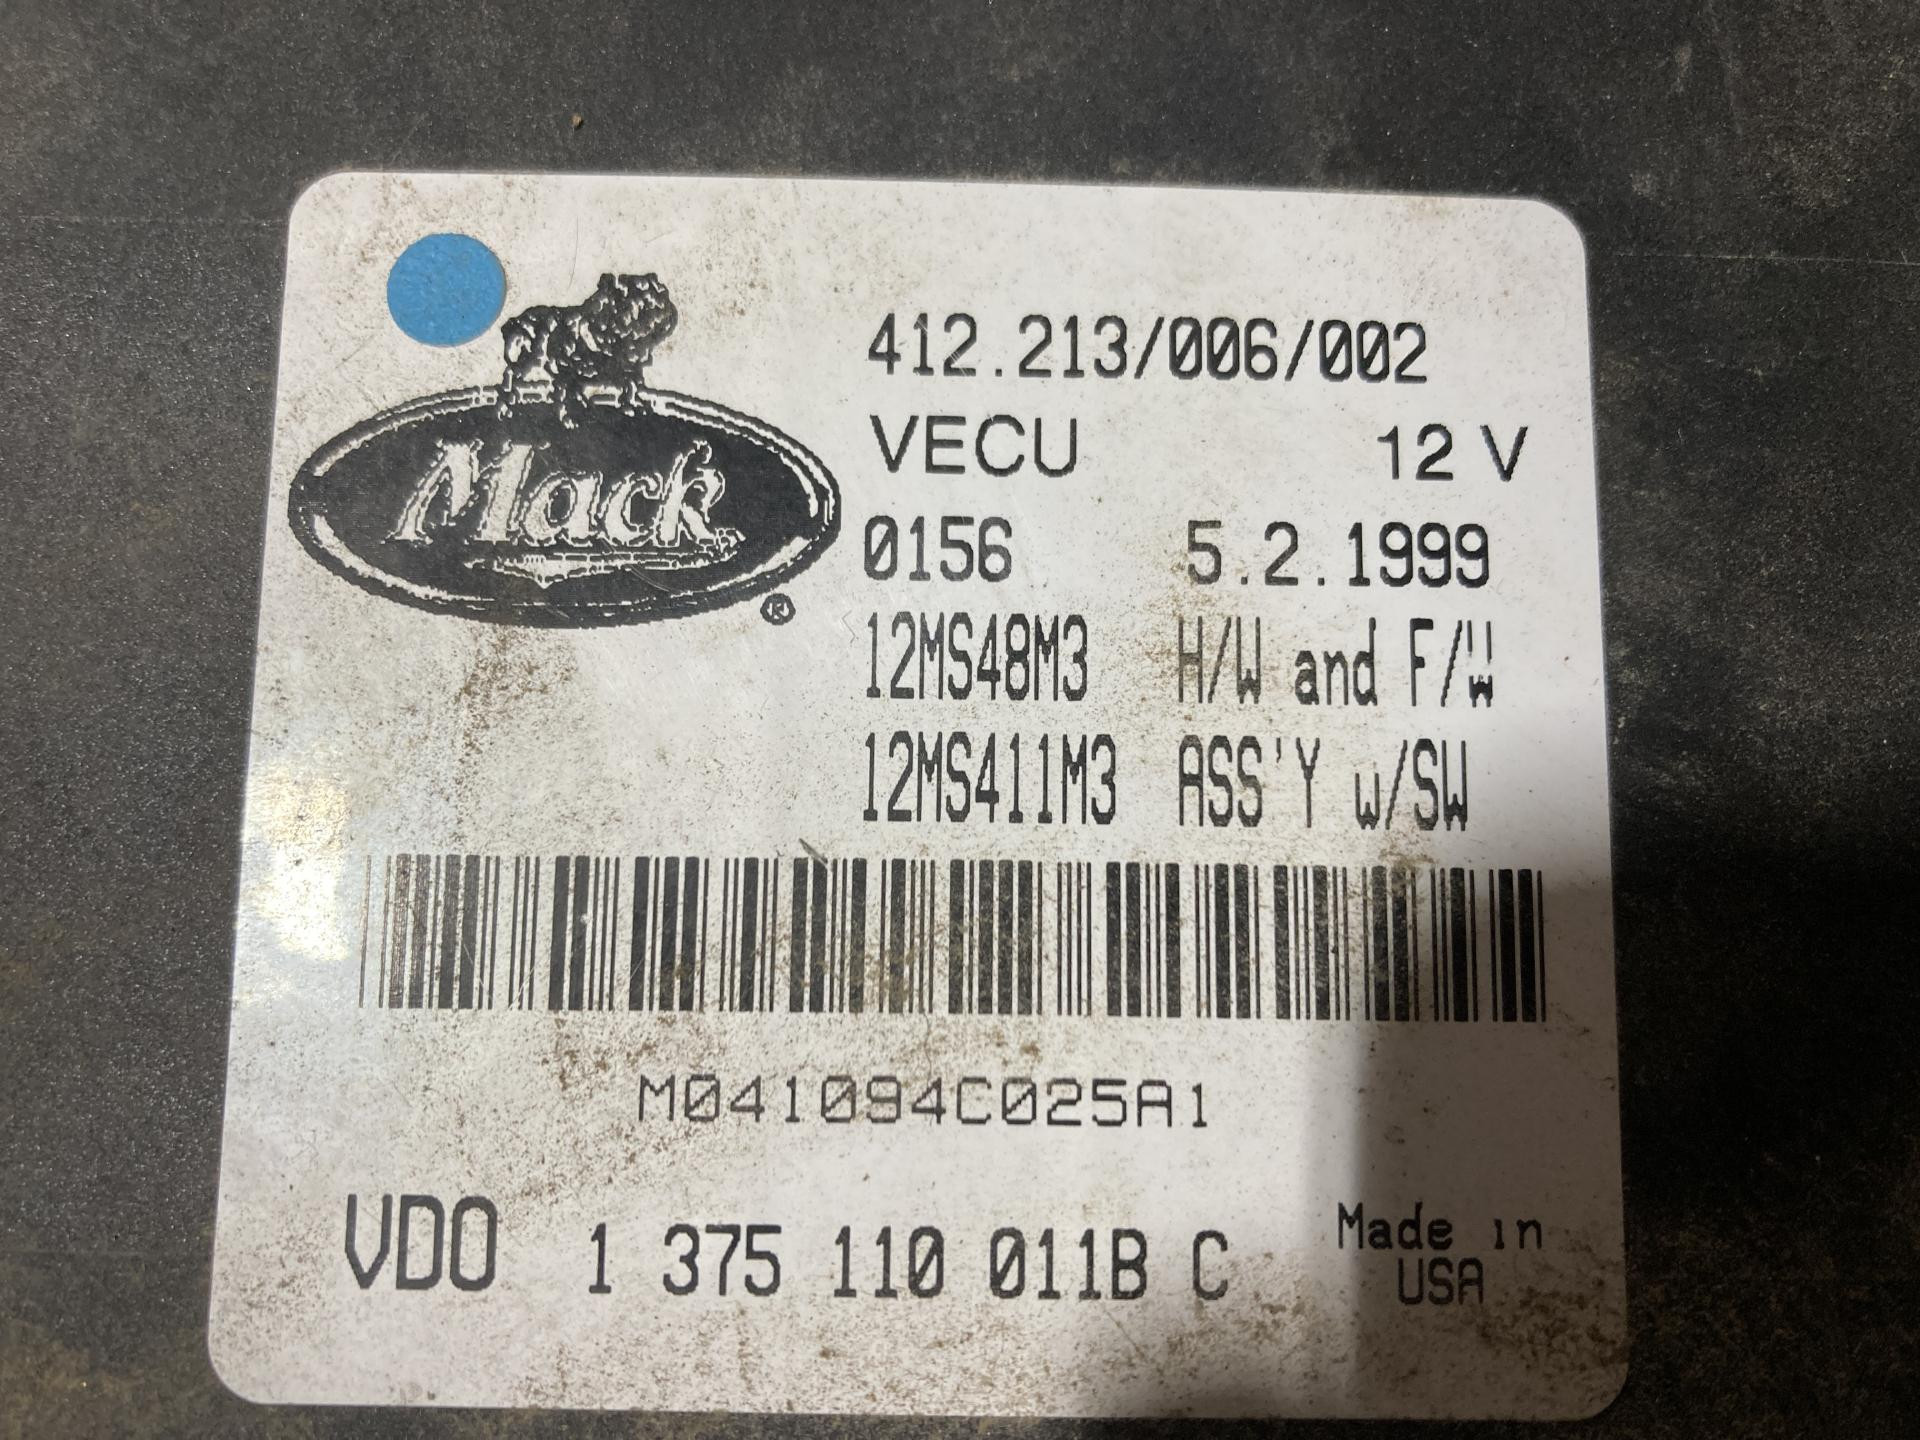 Mack
®
412.213/006/002
VECU 12 V
0156 5.2.1999
12MS48M3 H/W and F/W
12MS411M3 ASS'Y w/SW
M041094C025A1
VDO 1 375 110 011B C
Made in
USA